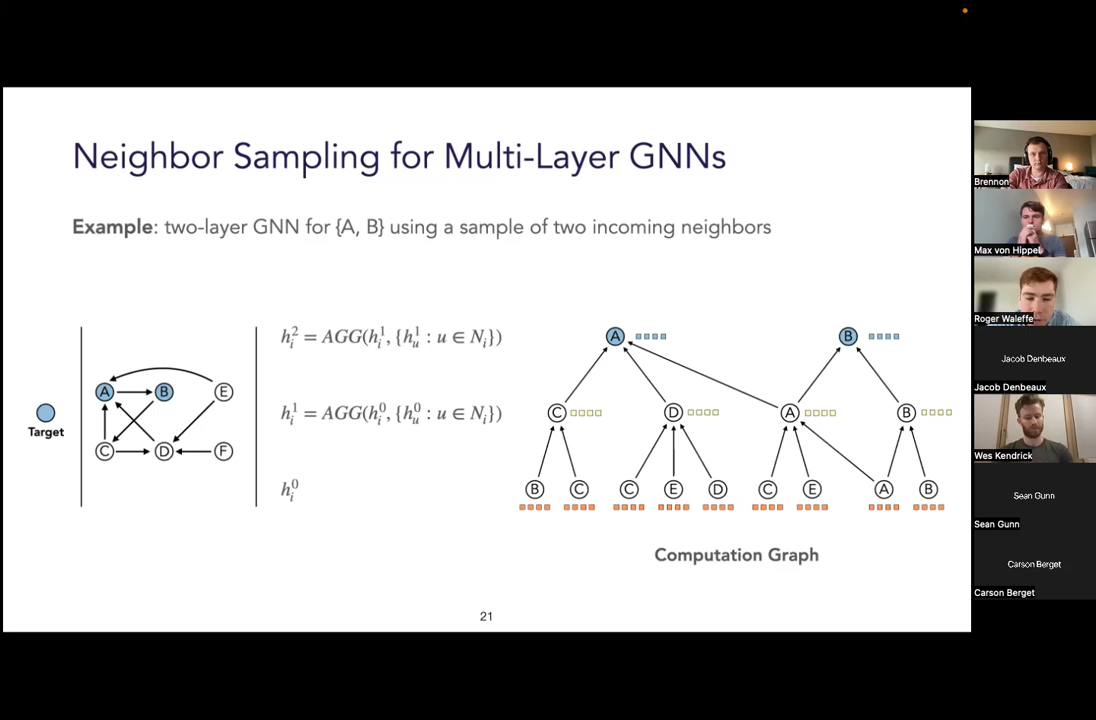 Neighbor Sampling for Multi-Layer GNNs
Example: two-layer GNN for {A, B} using a sample of two incoming neighbors
Target
A B E
C D F
h_i^2 = AGG(h_i^1, {h_u^1 : u ∈ N_i})
h_i^1 = AGG(h_i^0, {h_u^0 : u ∈ N_i})
h_i^0
A B
C D A B
B C C E D C E A B
Computation Graph
21
Brennon
Max von Hippel
Roger Waleffe
Jacob Denbeaux
Jacob Denbeaux
Wes Kendrick
Sean Gunn
Sean Gunn
Carson Berget
Carson Berget